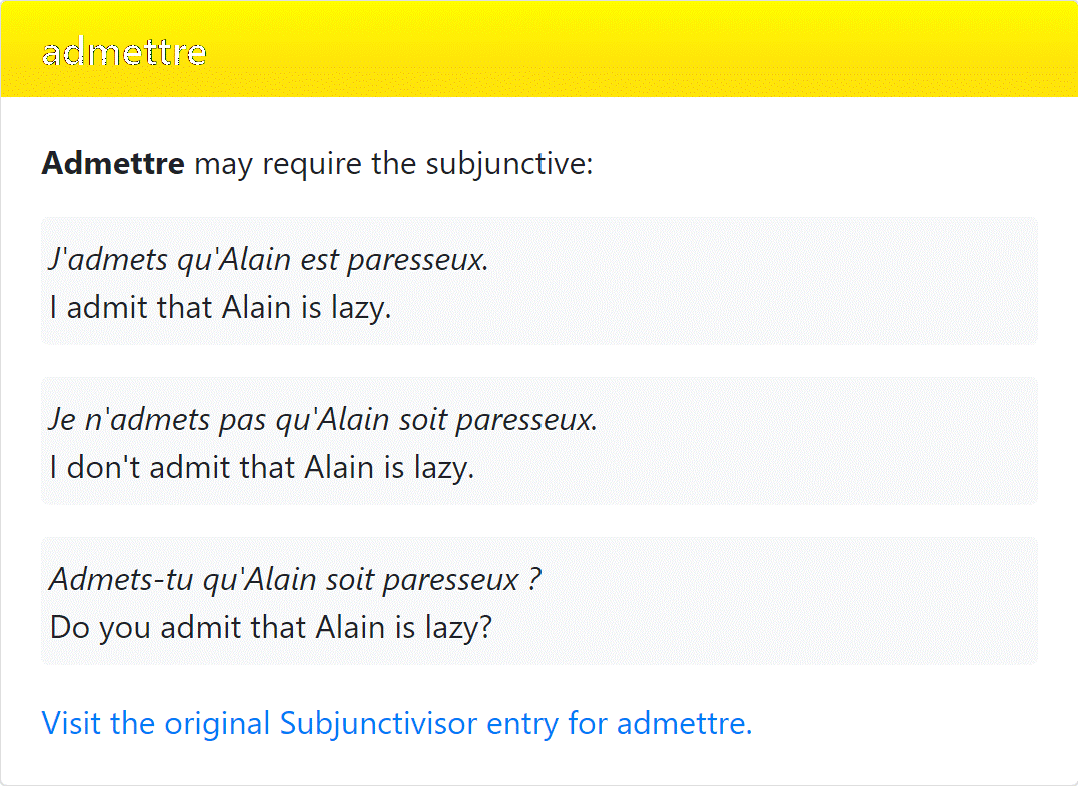 admettre
Admettre may require the subjunctive:
J'admets qu'Alain est paresseux.
I admit that Alain is lazy.
Je n'admets pas qu'Alain soit paresseux.
I don't admit that Alain is lazy.
Admets-tu qu'Alain soit paresseux ?
Do you admit that Alain is lazy?
Visit the original Subjunctivisor entry for admettre.